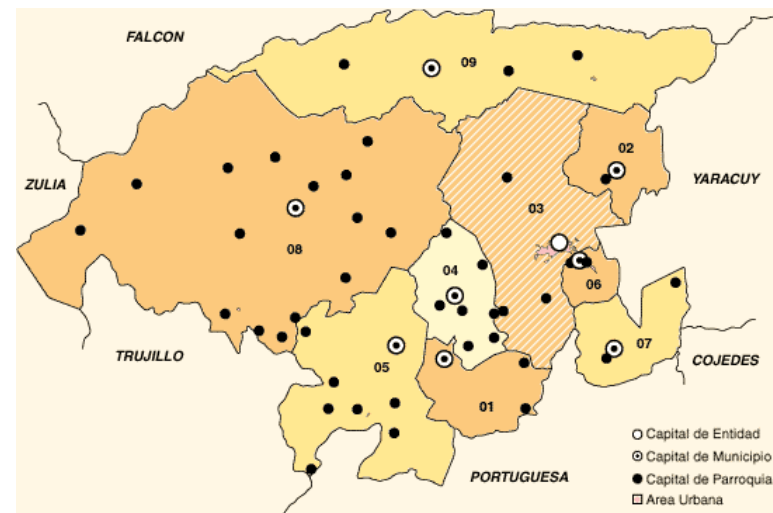 FALCON
09
02
ZULIA
YARACUY
03
08
04
06
TRUJILLO
05
07
COJEDES
01
Capital de Entidad
Capital de Municipio
PORTUGUESA
Capital de Parroquia
Area Urbana